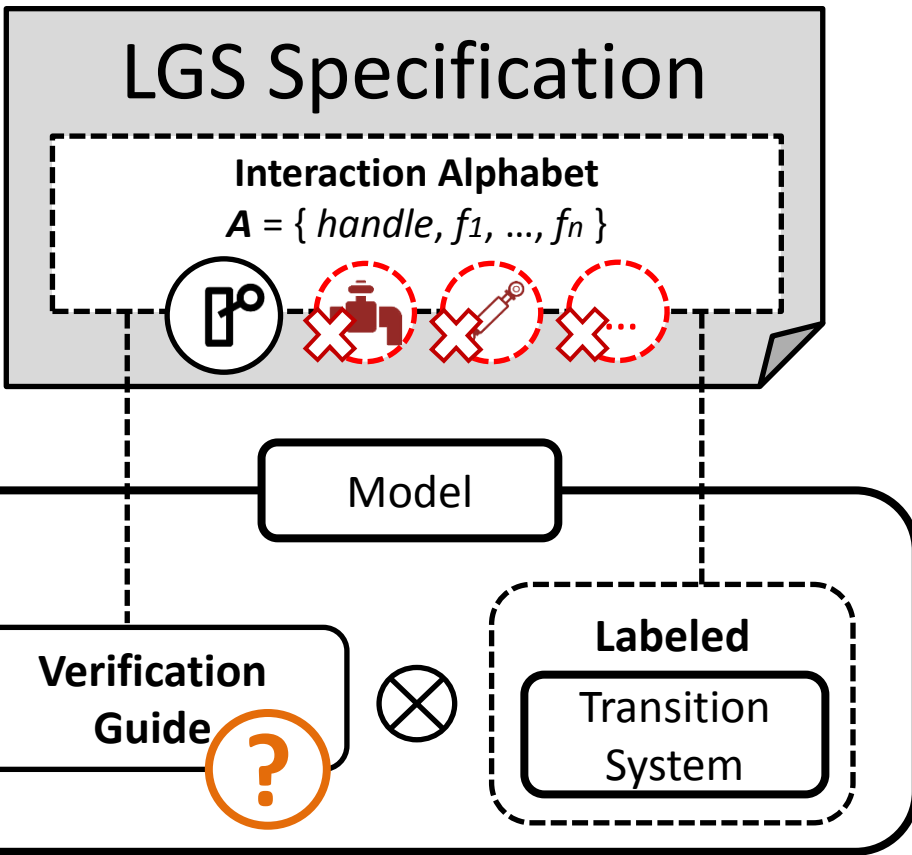 LGS Specification
Interaction Alphabet
A = { handle, f1, ..., fn }
...
Model
Verification
Guide
?
Labeled
Transition
System